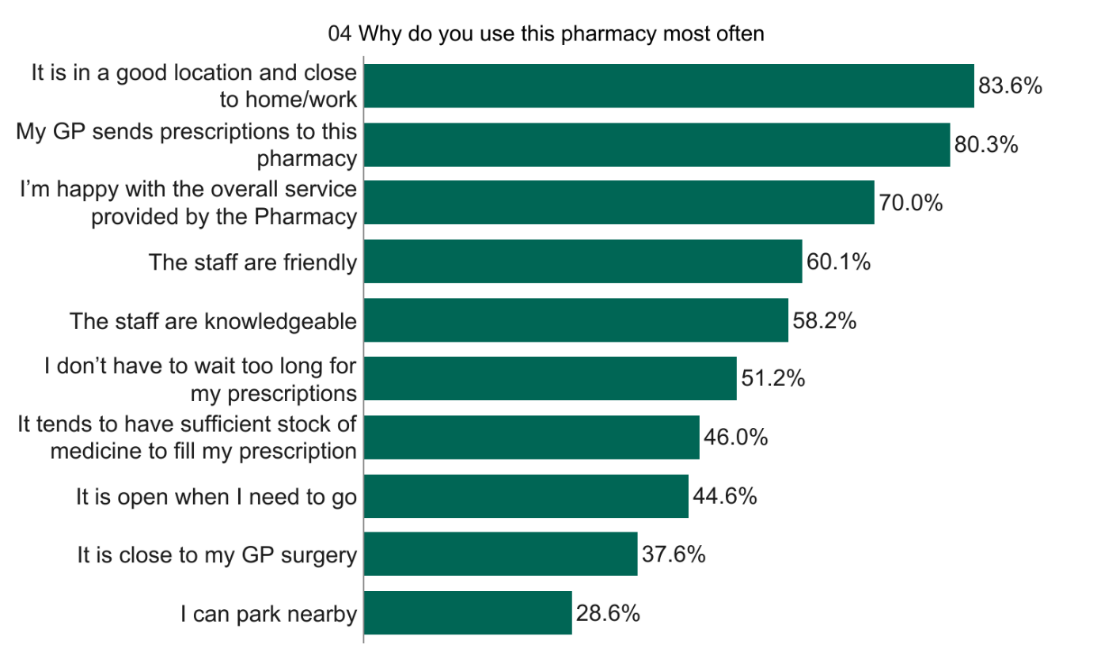 04 Why do you use this pharmacy most often
It is in a good location and close
to home/work
83.6%
My GP sends prescriptions to this
pharmacy
80.3%
I’m happy with the overall service
provided by the Pharmacy
70.0%
The staff are friendly
60.1%
The staff are knowledgeable
58.2%
I don’t have to wait too long for
my prescriptions
51.2%
It tends to have sufficient stock of
medicine to fill my prescription
46.0%
It is open when I need to go
44.6%
It is close to my GP surgery
37.6%
I can park nearby
28.6%